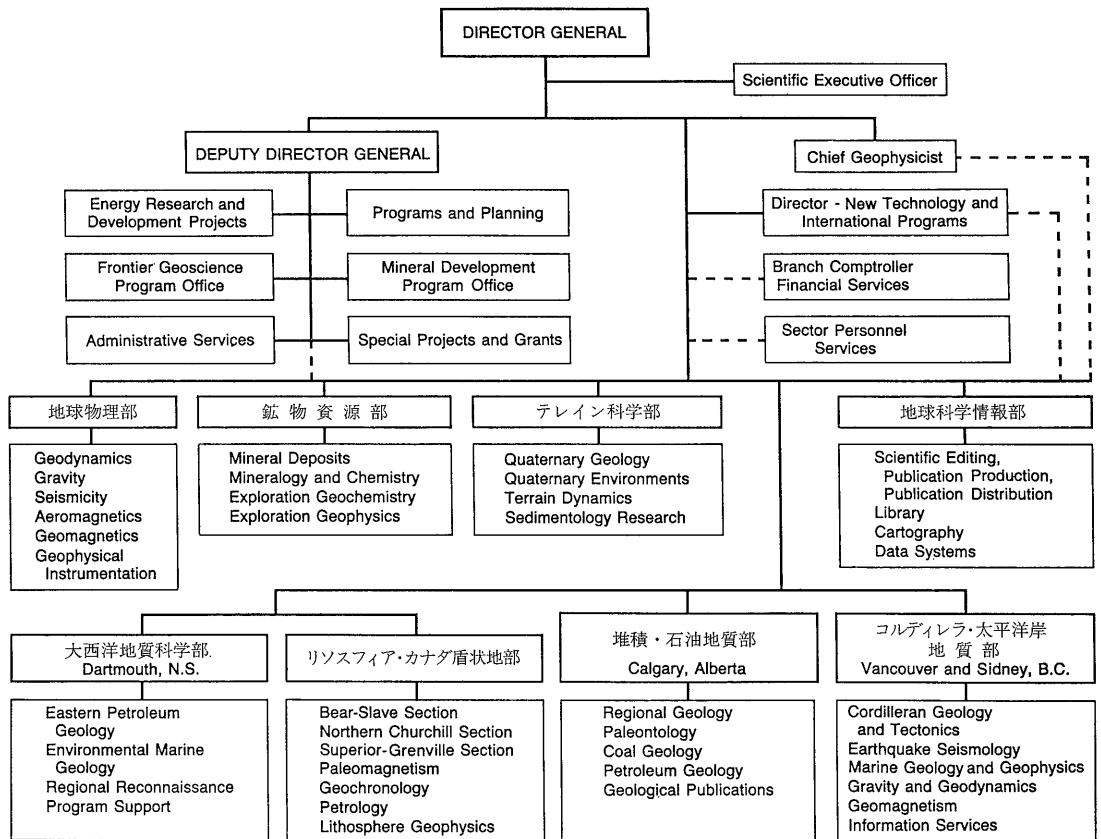 DIRECTOR GENERAL
Scientific Executive Officer
DEPUTY DIRECTOR GENERAL
Chief Geophysicist
Energy Research and
Development Projects
Programs and Planning
Director - New Technology and
International Programs
Frontier Geoscience
Program Office
Mineral Development
Program Office
Branch Comptroller
Financial Services
Administrative Services
Special Projects and Grants
Sector Personnel
Services
地球物理部
Geodynamics
Gravity
Seismicity
Aeromagnetics
Geomagnetics
Geophysical
Instrumentation
鉱物資源部
Mineral Deposits
Mineralogy and Chemistry
Exploration Geochemistry
Exploration Geophysics
テレイン科学部
Quaternary Geology
Quaternary Environments
Terrain Dynamics
Sedimentology Research
地球科学情報部
Scientific Editing,
Publication Production,
Publication Distribution
Library
Cartography
Data Systems
大西洋地質科学部
Dartmouth, N.S.
Eastern Petroleum
Geology
Environmental Marine
Geology
Regional Reconnaissance
Program Support
リソスフィア・カナダ盾状地部
Bear-Slave Section
Northern Churchill Section
Superior-Grenville Section
Paleomagnetism
Geochronology
Petrology
Lithosphere Geophysics
堆積・石油地質部
Calgary, Alberta
Regional Geology
Paleontology
Coal Geology
Petroleum Geology
Geological Publications
コルディレラ・太平洋岸
地質部
Vancouver and Sidney, B.C.
Cordilleran Geology
and Tectonics
Earthquake Seismology
Marine Geology and Geophysics
Gravity and Geodynamics
Geomagnetism
Information Services